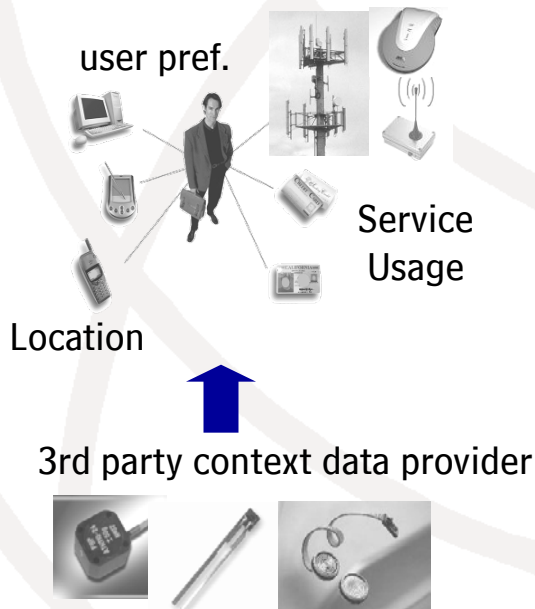 user pref.
Service
Usage
Location
3rd party context data provider